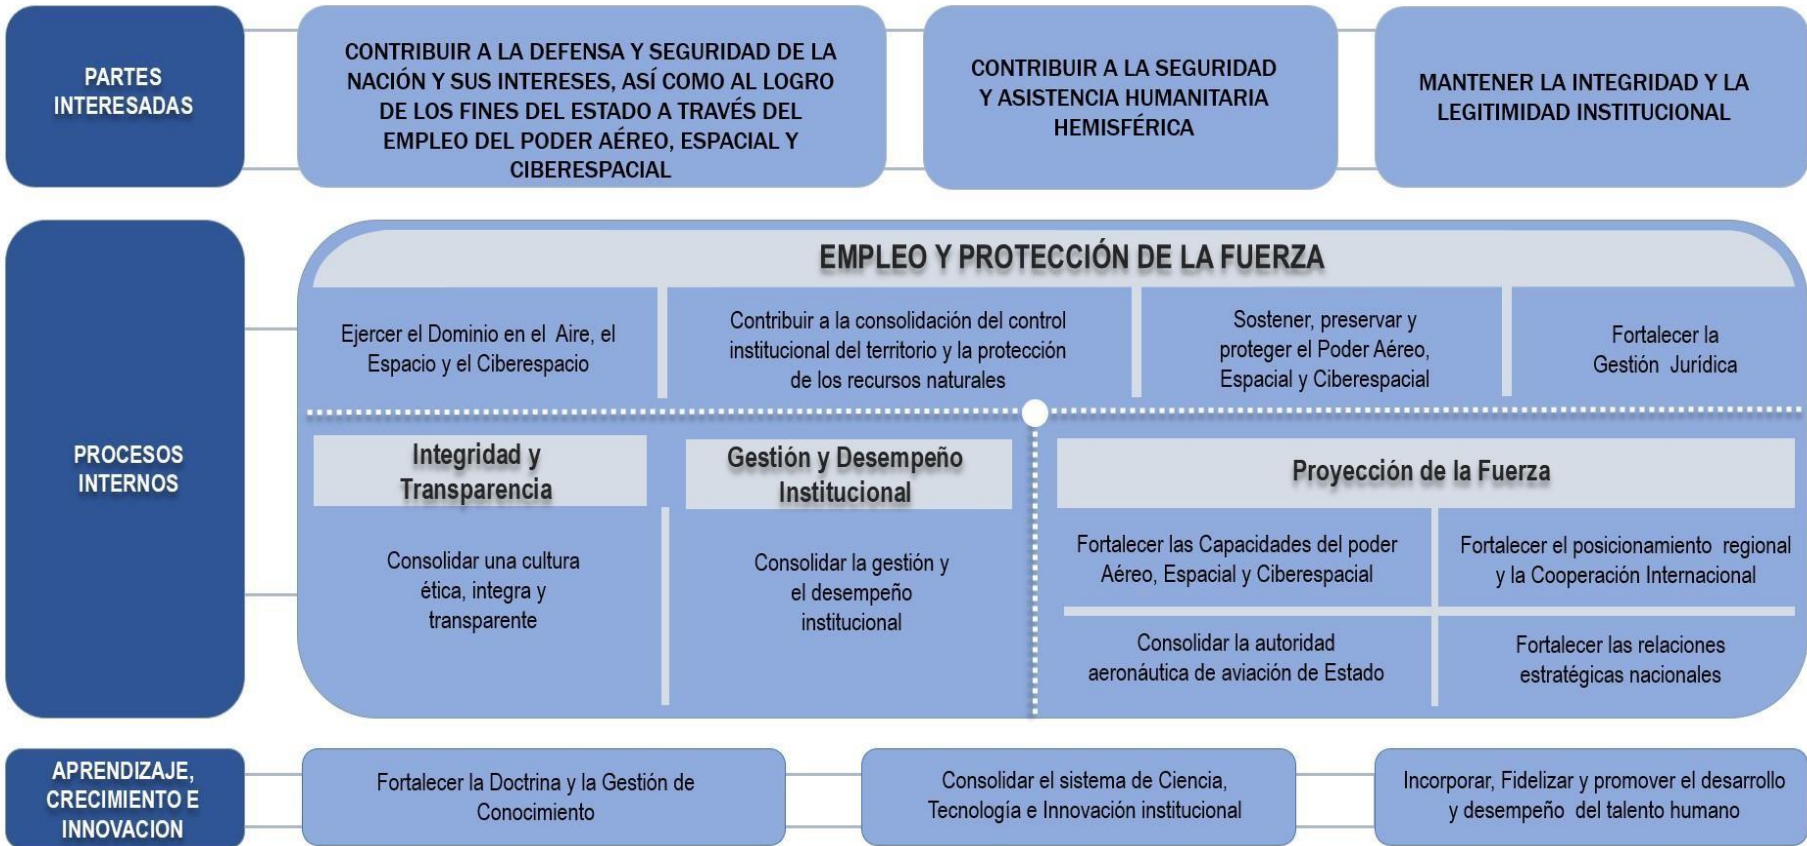 PARTES
INTERESADAS
CONTRIBUIR A LA DEFENSA Y SEGURIDAD DE LA
NACIÓN Y SUS INTERESES, ASÍ COMO AL LOGRO
DE LOS FINES DEL ESTADO A TRAVÉS DEL
EMPLEO DEL PODER AÉREO, ESPACIAL Y
CIBERESPACIAL
CONTRIBUIR A LA SEGURIDAD
Y ASISTENCIA HUMANITARIA
HEMISFÉRICA
MANTENER LA INTEGRIDAD Y LA
LEGITIMIDAD INSTITUCIONAL
PROCESOS
INTERNOS
EMPLEO Y PROTECCIÓN DE LA FUERZA
Ejercer el Dominio en el Aire, el
Espacio y el Ciberespacio
Contribuir a la consolidación del control
institucional del territorio y la protección
de los recursos naturales
Sostener, preservar y
proteger el Poder Aéreo,
Espacial y Ciberespacial
Fortalecer la
Gestión Jurídica
Integridad y
Transparencia
Consolidar una cultura
ética, integra y
transparente
Gestión y Desempeño
Institucional
Consolidar la gestión y
el desempeño
institucional
Proyección de la Fuerza
Fortalecer las Capacidades del poder
Aéreo, Espacial y Ciberespacial
Fortalecer el posicionamiento regional
y la Cooperación Internacional
Consolidar la autoridad
aeronáutica de aviación de Estado
Fortalecer las relaciones
estratégicas nacionales
APRENDIZAJE,
CRECIMIENTO E
INNOVACION
Fortalecer la Doctrina y la Gestión de
Conocimiento
Consolidar el sistema de Ciencia,
Tecnología e Innovación institucional
Incorporar, Fidelizar y promover el desarrollo
y desempeño del talento humano